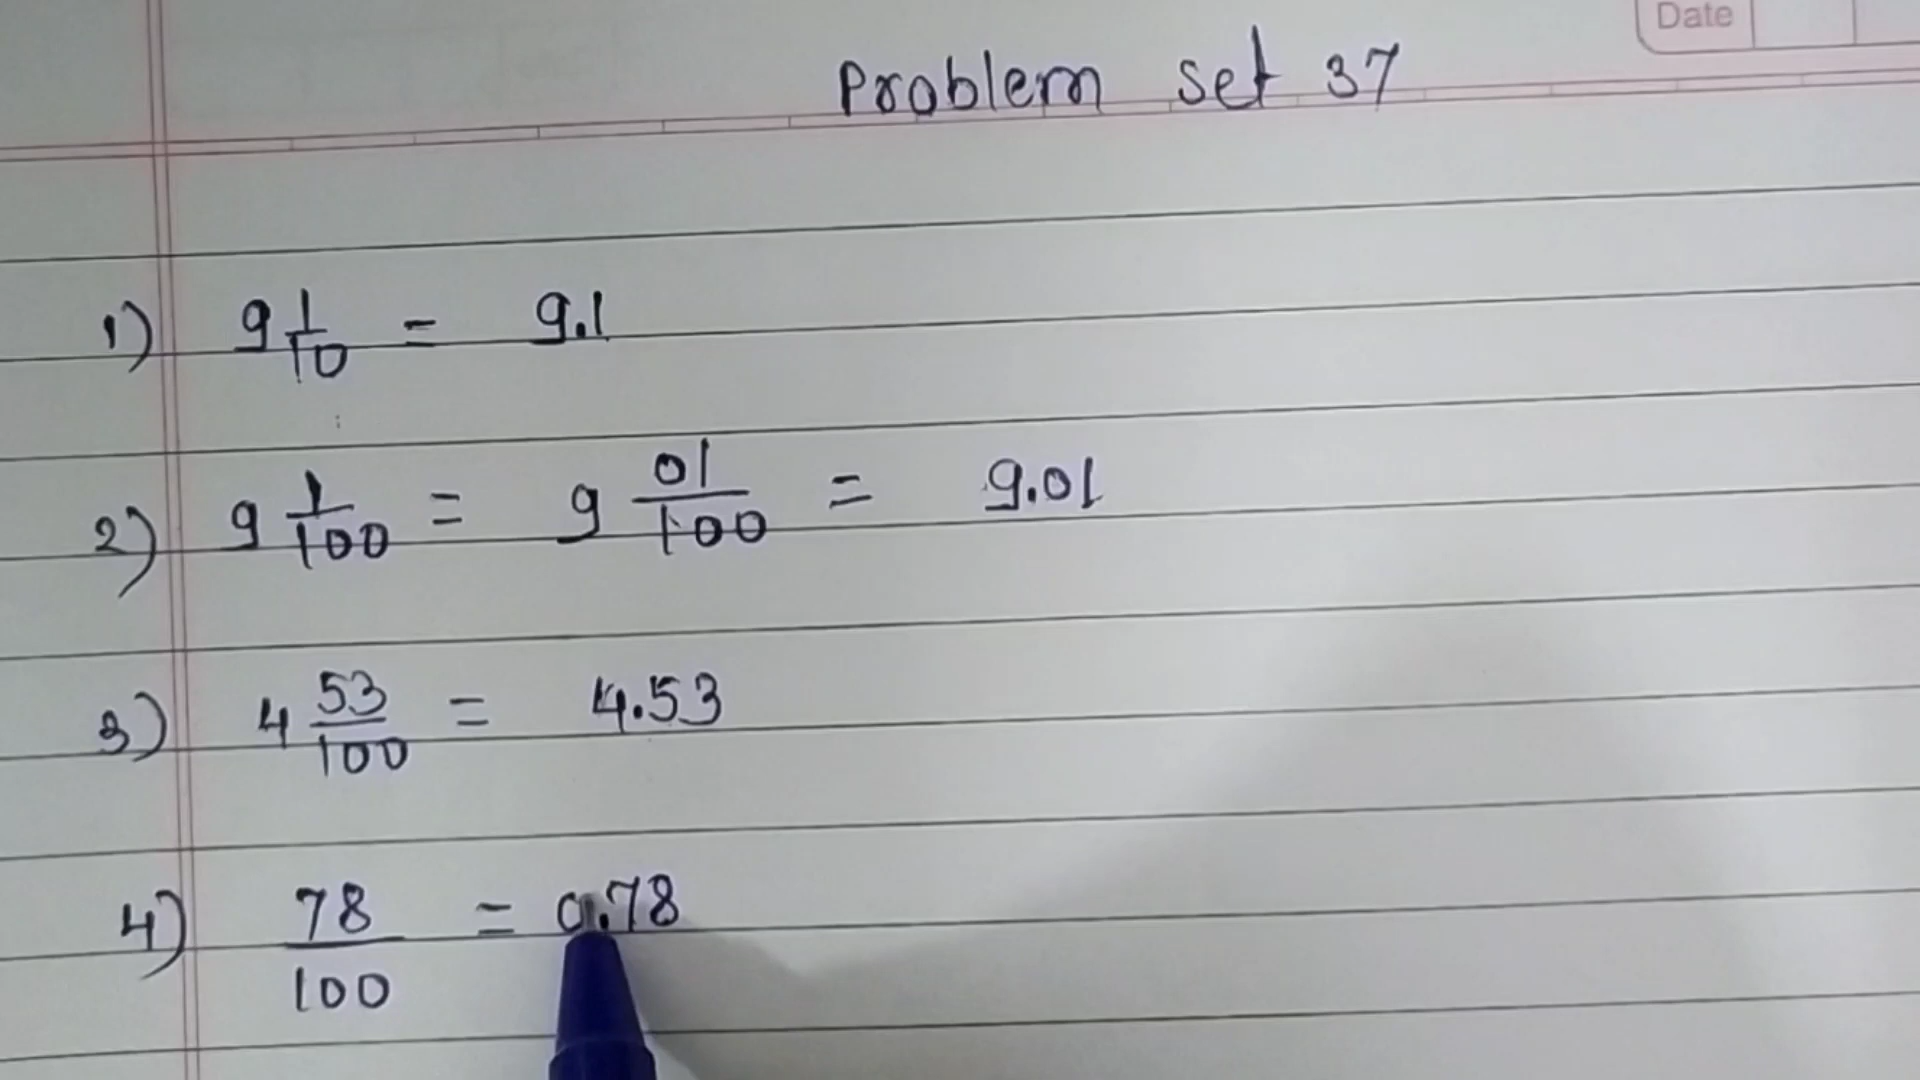 Date
Problem set 37
1) 9 1/10 = 9.1
2) 9 1/100 = 9 01/100 = 9.01
3) 4 53/100 = 4.53
4) 78/100 = 0.78